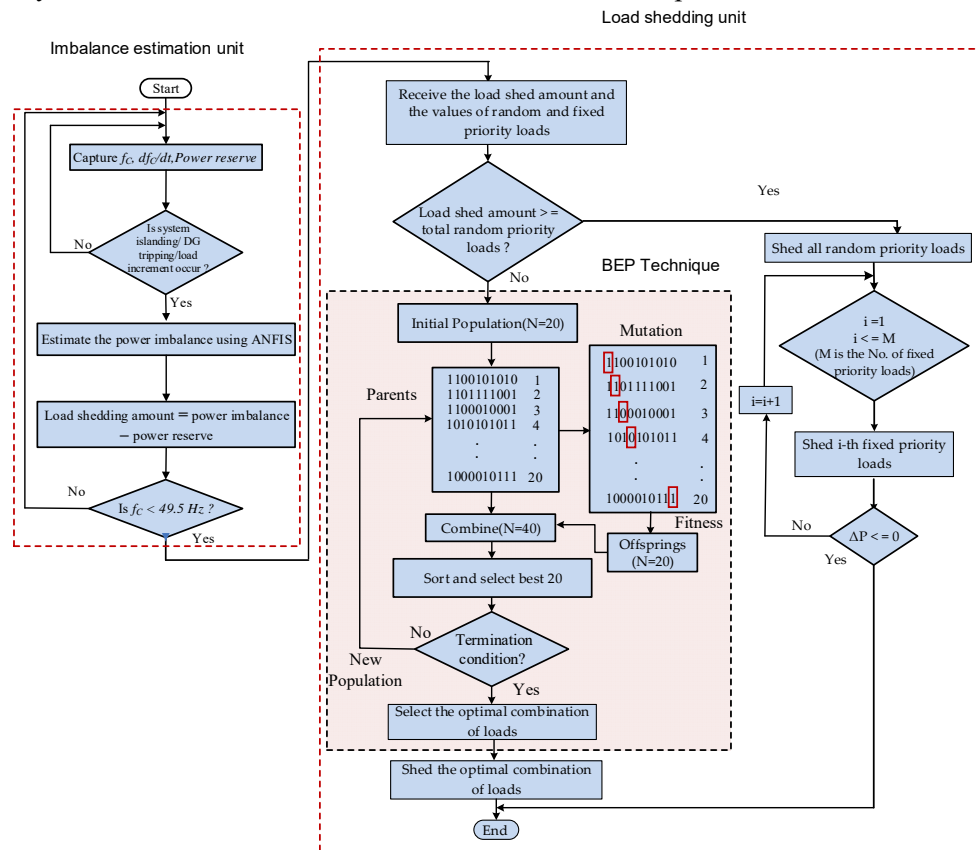 Load shedding unit
Imbalance estimation unit
Start
Capture f_C, df_C/dt,Power reserve
Is system
islanding/ DG
tripping/load
increment occur ?
No
Yes
Estimate the power imbalance using ANFIS
Load shedding amount = power imbalance
– power reserve
No
Is f_C < 49.5 Hz ?
Yes
Receive the load shed amount and
the values of random and fixed
priority loads
Load shed amount >=
total random priority
loads ?
Yes
No
BEP Technique
Initial Population(N=20)
Mutation
Parents
1100101010 1
1101111001 2
1100010001 3
1010101011 4
. .
. .
1000010111 20
1100101010 1
1101111001 2
1100010001 3
1010101011 4
. .
. .
1000010111 20
Fitness
Combine(N=40)
Offsprings
(N=20)
Sort and select best 20
No
Termination
condition?
New
Population
Yes
Select the optimal combination
of loads
Shed the optimal combination
of loads
End
Shed all random priority loads
i =1
i <= M
(M is the No. of fixed
priority loads)
i=i+1
Shed i-th fixed priority
loads
No
ΔP <= 0
Yes